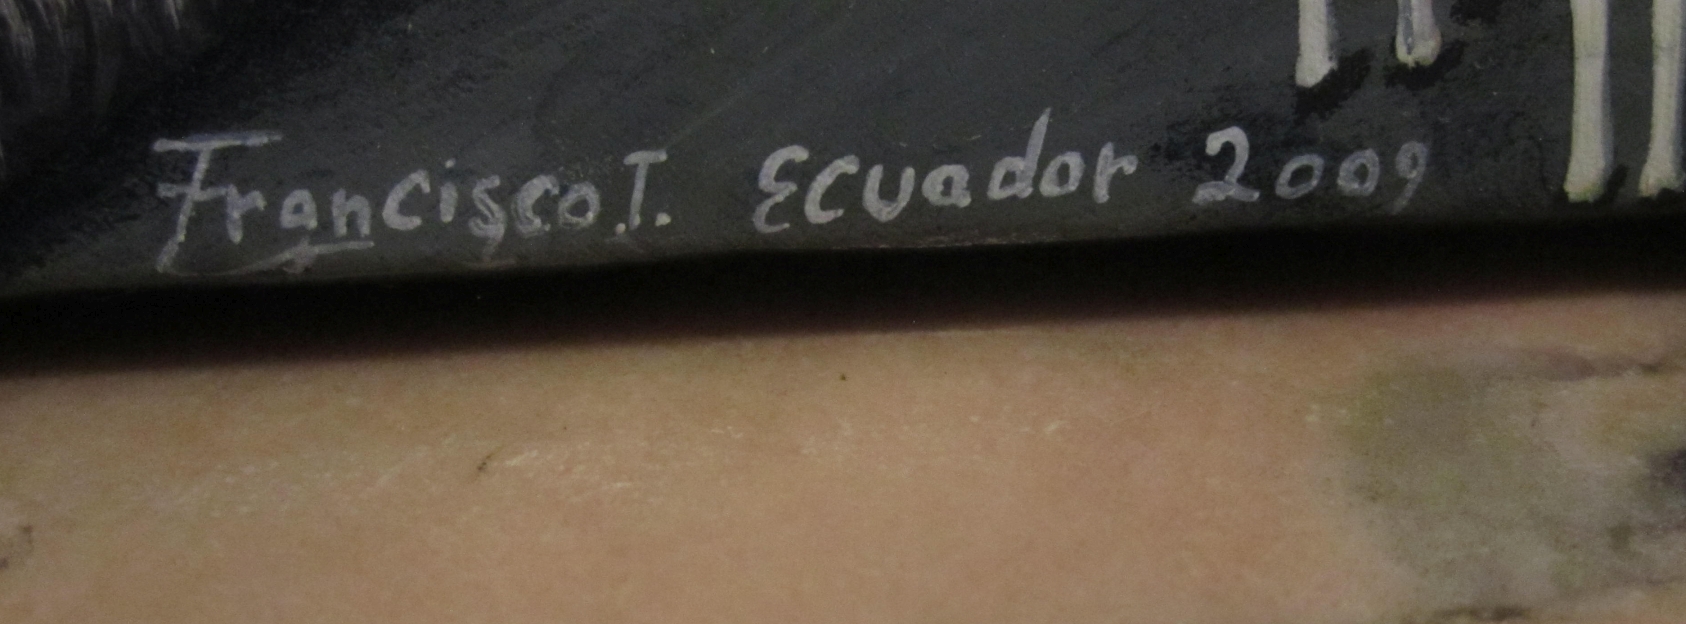 Francisco T. Ecuador 2009